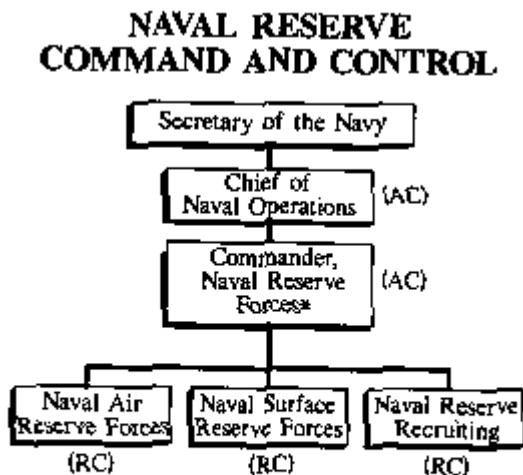 NAVAL RESERVE
COMMAND AND CONTROL
Secretary of the Navy
Chief of
Naval Operations
(AC)
Commander,
Naval Reserve
Forces*
(AC)
Naval Air
Reserve Forces
(RC)
Naval Surface
Reserve Forces
(RC)
Naval Reserve
Recruiting
(RC)